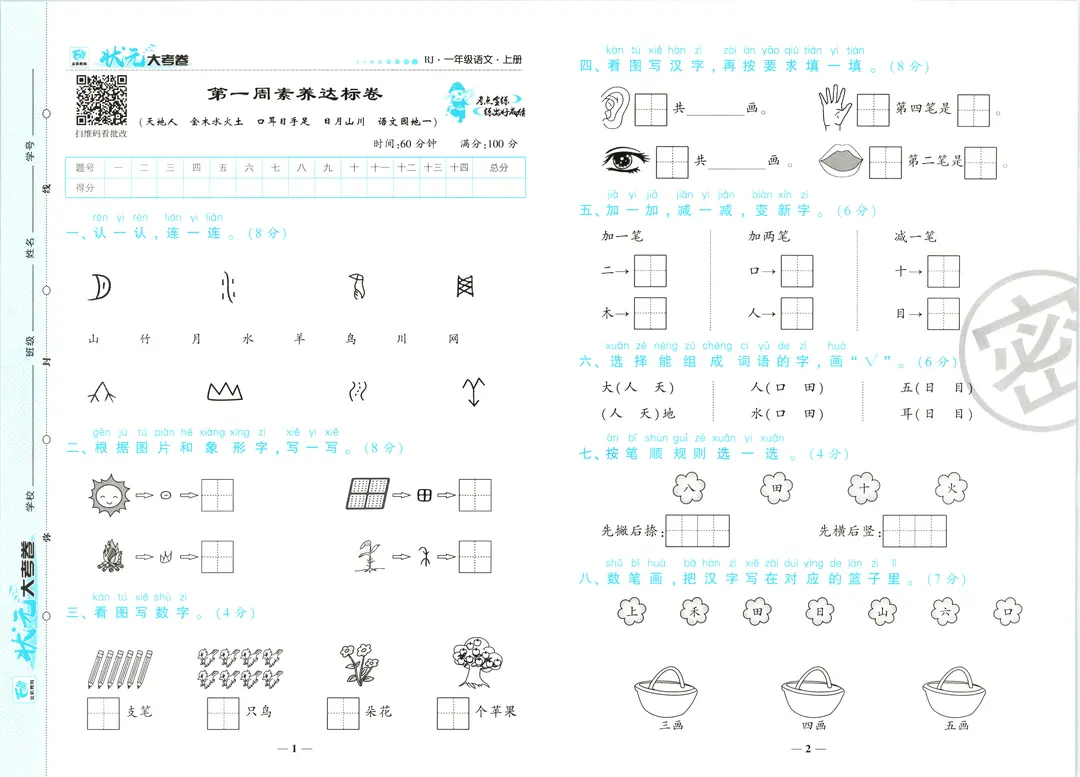 状元大考卷
RJ·一年级语文·上册
扫维码看批改
第一周素养达标卷
(天地人 金木水火土 口耳目手足 日月山川 语文园地一)
考点全练
练出好成绩
时间:60分钟 满分:100分
题号 一 二 三 四 五 六 七 八 九 十 十一 十二 十三 十四 总分
得分
rèn yi rèn lián yi lián
一、认一认,连一连。(8分)
山 竹 月 水 羊 鸟 川 网
gēn jù tú piàn hé xiàng xíng zì xiě yi xiě
二、根据图片和象形字,写一写。(8分)
kàn tú xiě shù zì
三、看图写数字。(4分)
支笔 只鸟 朵花 个苹果
— 1 —
kàn tú xiě hàn zì zài àn yāo qiú tián yi tián
四、看图写汉字,再按要求填一填。(8分)
共 画。 第四笔是 。
共 画。 第二笔是 。
jiā yi jiā jiǎn yi jiǎn biàn xīn zì
五、加一加,减一减,变新字。(6分)
加一笔 加两笔 减一笔
二→ 口→ 十→
木→ 人→ 目→
xuǎn zé néng zǔ chéng cí yǔ de zì huà
六、选择能组成词语的字,画“√”。(6分)
大(人 天) 人(口 田) 五(日 目)
(人 天)地 水(口 田) 耳(日 目)
àn bǐ shùn guī zé xuǎn yi xuǎn
七、按笔顺规则选一选。(4分)
八 田 十 火
先撇后捺: 先横后竖:
shǔ bǐ huà bǎ hàn zì xiě zài duì yìng de lán zi lǐ
八、数笔画,把汉字写在对应的篮子里。(7分)
上 禾 田 日 山 六 口
三画 四画 五画
— 2 —
密
学校 班级 姓名 学号
弥 封 线
状元大考卷